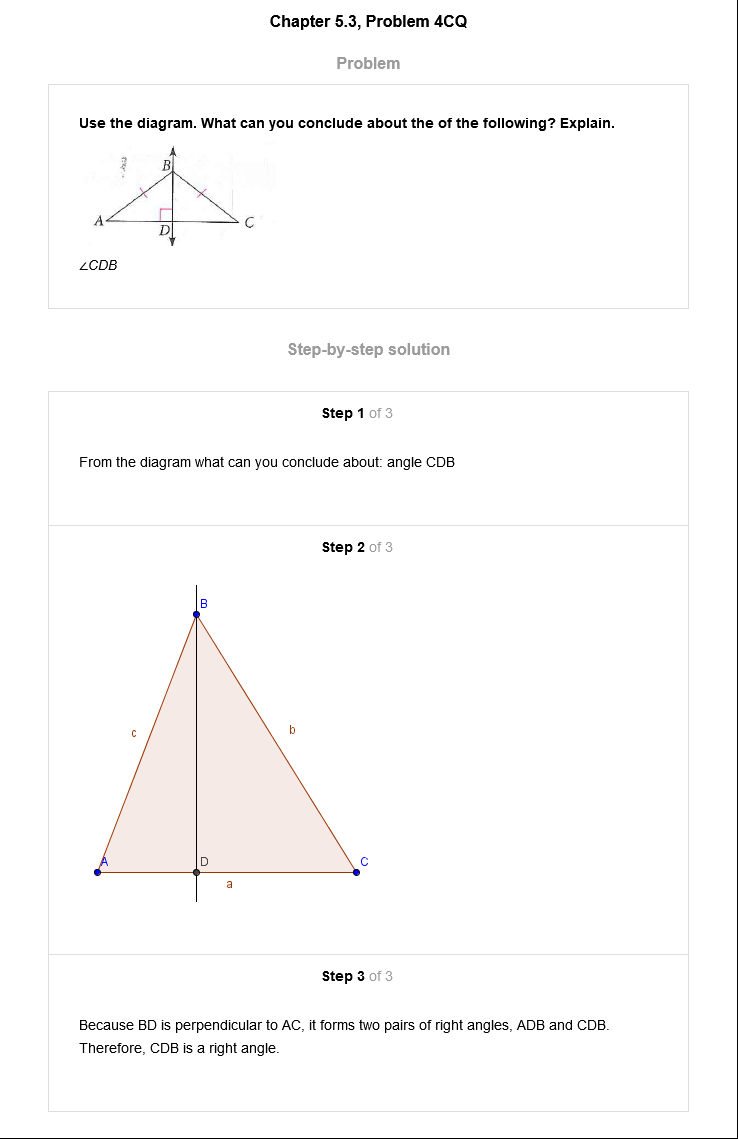 Chapter 5.3, Problem 4CQ
Problem
Use the diagram. What can you conclude about the of the following? Explain.
B
A
C
D
∠CDB
Step-by-step solution
Step 1 of 3
From the diagram what can you conclude about: angle CDB
Step 2 of 3
B
c
b
A
D
C
a
Step 3 of 3
Because BD is perpendicular to AC, it forms two pairs of right angles, ADB and CDB.
Therefore, CDB is a right angle.